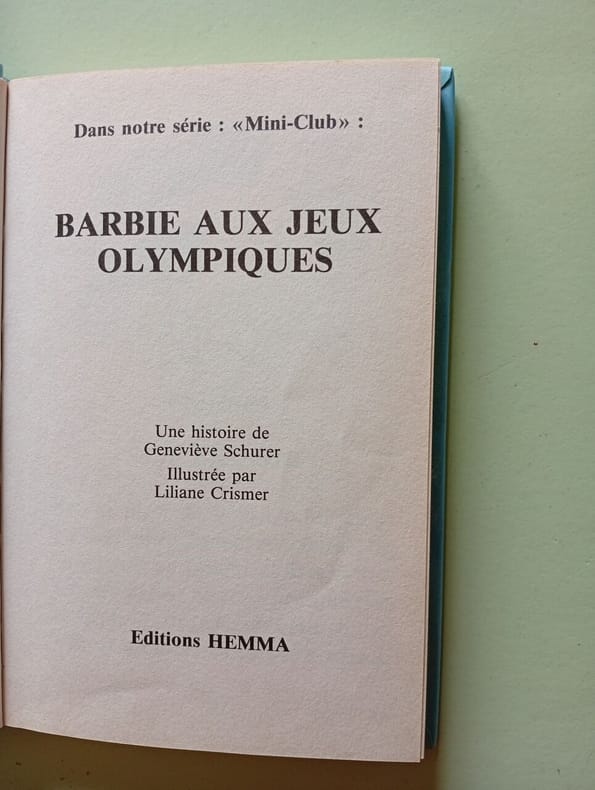 Dans notre série : «Mini-Club» :
BARBIE AUX JEUX
OLYMPIQUES
Une histoire de
Geneviève Schurer
Illustrée par
Liliane Crismer
Editions HEMMA